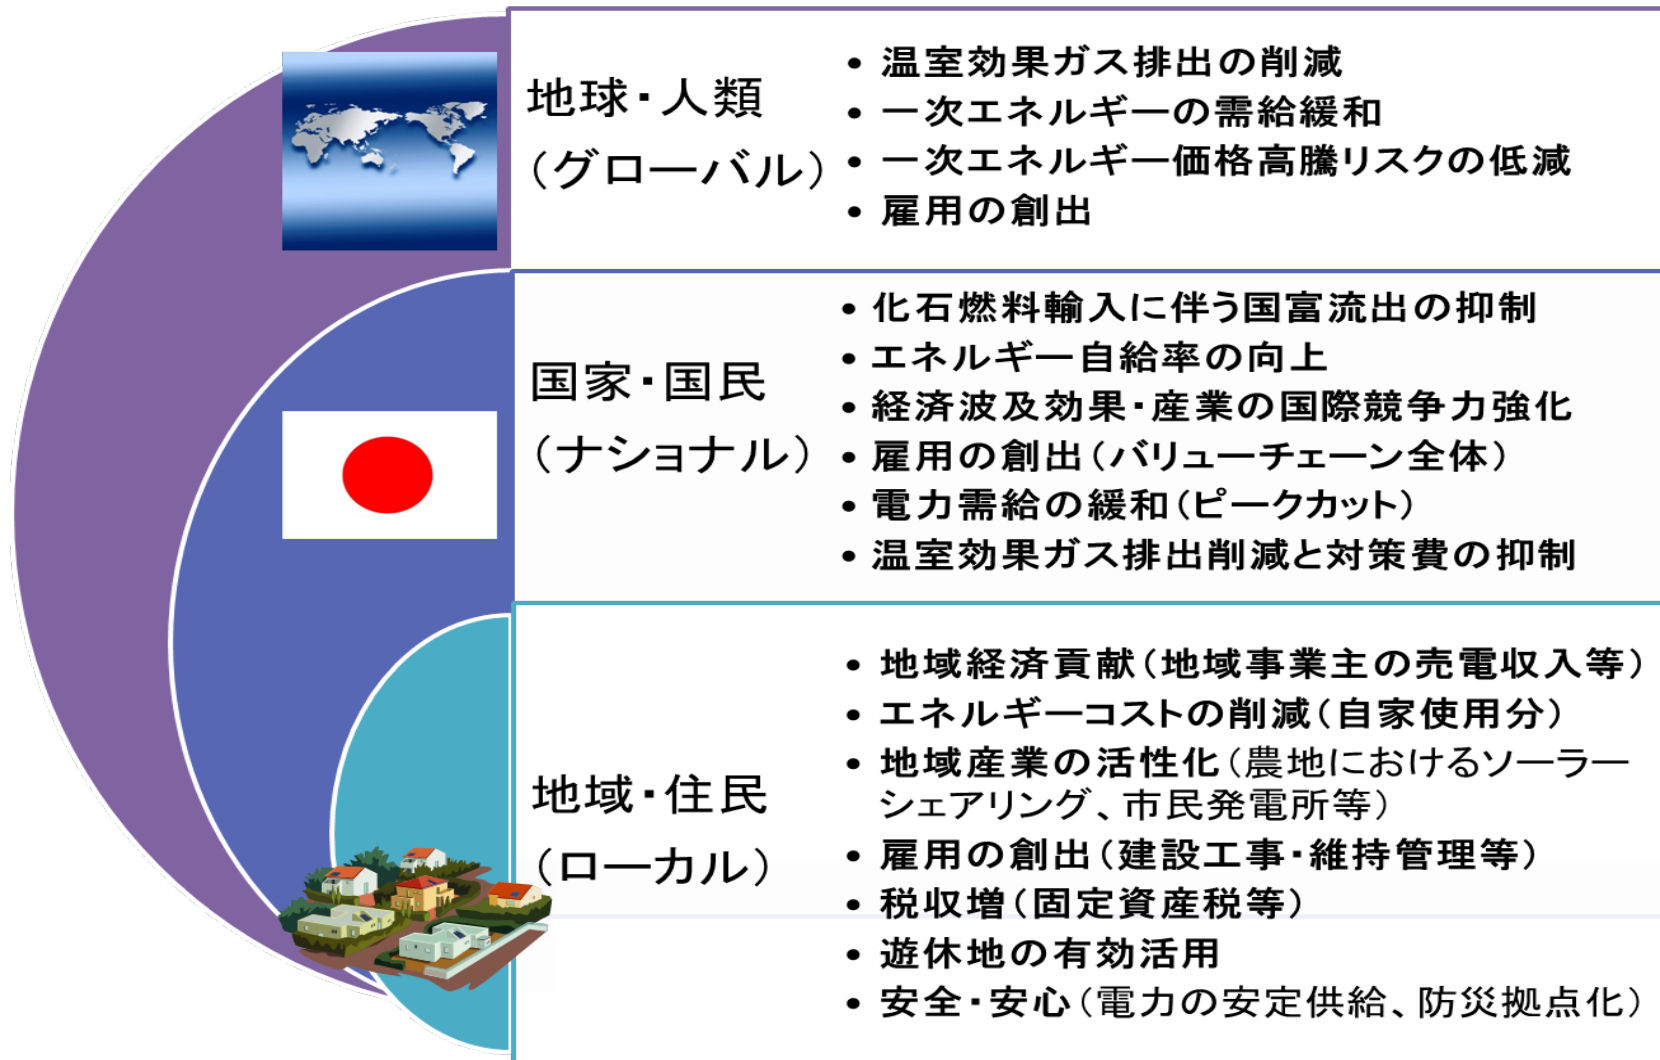 地球・人類
（グローバル）
• 温室効果ガス排出の削減
• 一次エネルギーの需給緩和
• 一次エネルギー価格高騰リスクの低減
• 雇用の創出
国家・国民
（ナショナル）
• 化石燃料輸入に伴う国富流出の抑制
• エネルギー自給率の向上
• 経済波及効果・産業の国際競争力強化
• 雇用の創出（バリューチェーン全体）
• 電力需給の緩和（ピークカット）
• 温室効果ガス排出削減と対策費の抑制
地域・住民
（ローカル）
• 地域経済貢献（地域事業主の売電収入等）
• エネルギーコストの削減（自家使用分）
• 地域産業の活性化（農地におけるソーラー
シェアリング、市民発電所等）
• 雇用の創出（建設工事・維持管理等）
• 税収増（固定資産税等）
• 遊休地の有効活用
• 安全・安心（電力の安定供給、防災拠点化）